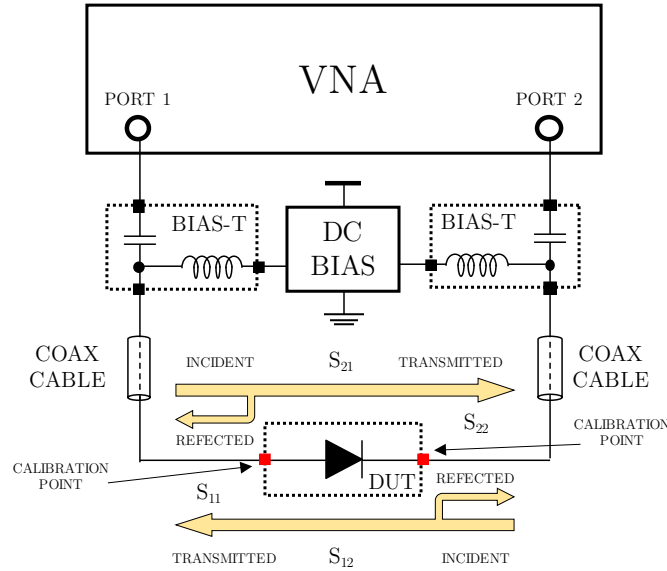 VNA
PORT 1
PORT 2
BIAS-T
DC
BIAS
BIAS-T
COAX
CABLE
INCIDENT
S21
TRANSMITTED
COAX
CABLE
REFECTED
S22
CALIBRATION
POINT
CALIBRATION
POINT
DUT
REFECTED
S11
TRANSMITTED
S12
INCIDENT